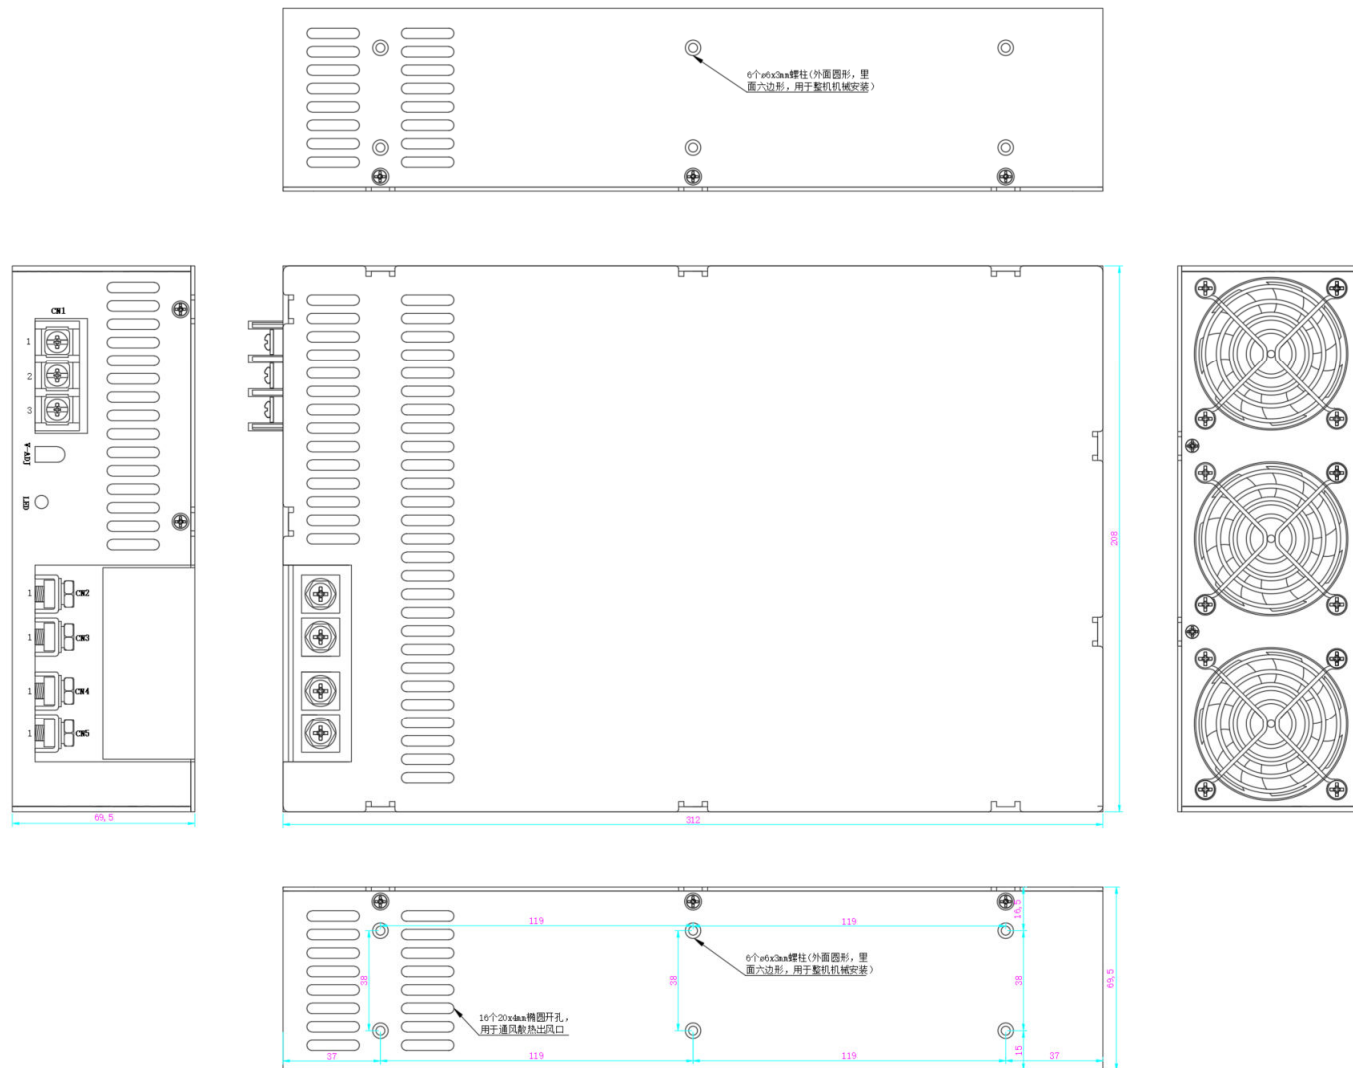 6个ø6x3mm螺柱(外面圆形, 里
面六边形, 用于整机机械安装)
CN1
1
2
3
V-ADJ
LED
1 CN2
1 CN3
1 CN4
1 CN5
69,5
312
208
119
119
16,5
38
38
38
69,5
6个ø6x3mm螺柱(外面圆形, 里
面六边形, 用于整机机械安装)
16个20x4mm椭圆开孔,
用于通风散热出风口
37
119
119
15
37